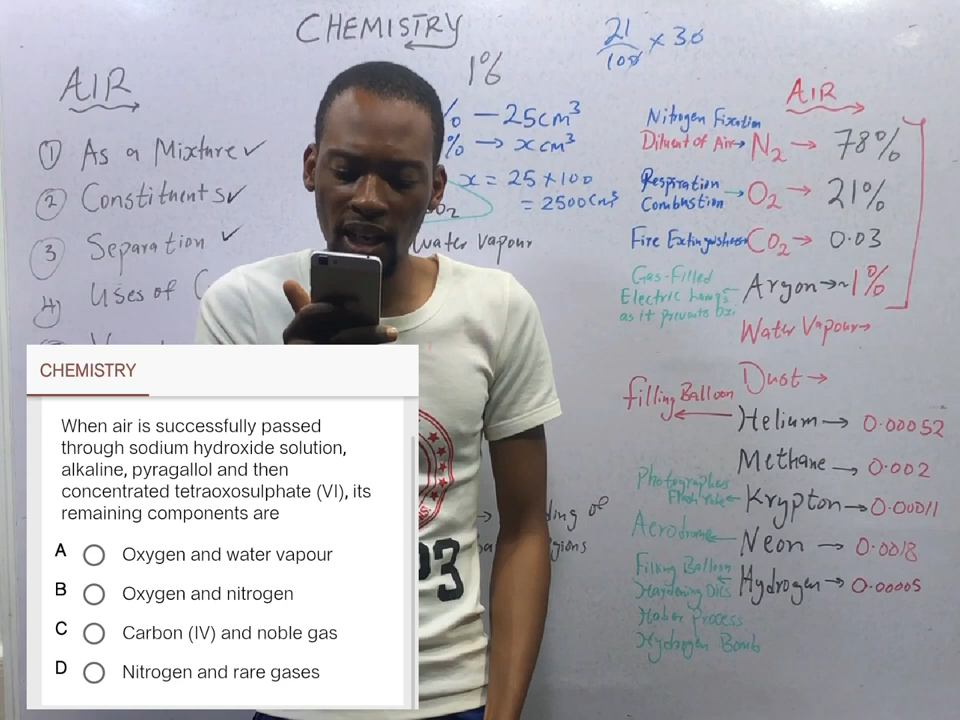 CHEMISTRY
21
100 × 30
AIR
1 As a Mixture ✓
2 Constituents ✓
3 Separation ✓
4 Uses of
1%
% — 25cm³
% → x cm³
x = 25 × 100
= 2500cm³
Water Vapour
AIR
Nitrogen Fixation
Diluent of Air → N₂ → 78%
Respiration
Combustion → O₂ → 21%
Fire Extinguisher CO₂ → 0.03
Gas-Filled
Electric Lamps ← Argon → ~1%
as it prevents
Water Vapour →
Dust →
filling Balloon
Helium → 0.00052
Methane → 0.002
Photographers
Flash tube ← Krypton → 0.00011
Aerodrome ← Neon → 0.0018
Filling Balloon
Hydrogen → 0.00005
Hardening Oils
Haber Process
Hydrogen Bomb
ding of
gions
3
CHEMISTRY
When air is successfully passed
through sodium hydroxide solution,
alkaline, pyragallol and then
concentrated tetraoxosulphate (VI), its
remaining components are
A Oxygen and water vapour
B Oxygen and nitrogen
C Carbon (IV) and noble gas
D Nitrogen and rare gases